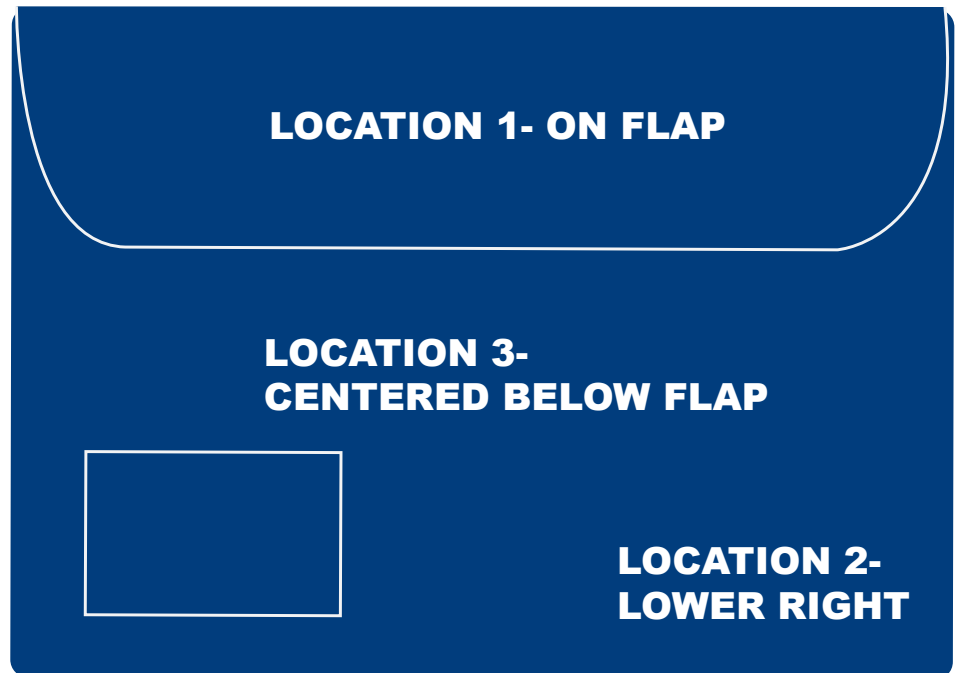 LOCATION 1- ON FLAP
LOCATION 3-
CENTERED BELOW FLAP
LOCATION 2-
LOWER RIGHT